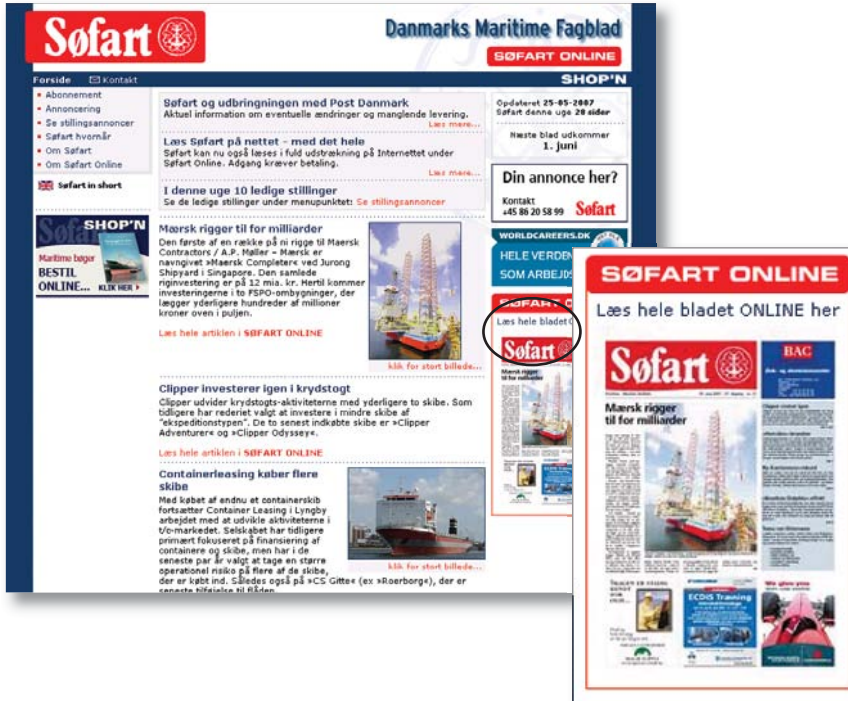 Søfart
Danmarks Maritime Fagblad
SØFART ONLINE
Forside Kontakt SHOP'N
Abonnement
Annoncering
Se stillingsannoncer
Søfart hvornår
Om Søfart
Om Søfart Online
Søfart in short
SHOP'N
Maritime bøger
BESTIL
ONLINE... KLIK HER
Søfart og udbringningen med Post Danmark
Aktuel information om eventuelle ændringer og manglende levering.
Læs mere...
Læs Søfart på nettet - med det hele
Søfart kan nu også læses i fuld udstrækning på Internettet under
Søfart Online. Adgang kræver betaling.
Læs mere...
I denne uge 10 ledige stillinger
Se de ledige stillinger under menupunktet: Se stillingsannoncer
Mærsk rigger til for milliarder
Den første af en række på ni rigge til Maersk
Contractors / A.P. Møller – Mærsk er
navngivet »Maersk Completer« ved Jurong
Shipyard i Singapore. Den samlede
riginvestering er på 12 mia. kr. Hertil kommer
investeringerne i to FSPO-ombygninger, der
lægger yderligere hundreder af millioner
kroner oven i puljen.
Læs hele artiklen i SØFART ONLINE
klik for stort billede...
Clipper investerer igen i krydstogt
Clipper udvider krydstogts-aktiviteterne med yderligere to skibe. Som
tidligere har rederiet valgt at investere i mindre skibe af
"ekspeditionstypen". De to senest indkøbte skibe er »Clipper
Adventurer« og »Clipper Odyssey«.
Læs hele artiklen i SØFART ONLINE
Containerleasing køber flere
skibe
Med købet af endnu et containerskib
fortsætter Container Leasing i Lyngby
arbejdet med at udvikle aktiviteterne i
t/c-markedet. Selskabet har tidligere
primært fokuseret på finansiering af
containere og skibe, men har i de
seneste par år valgt at tage en større
operationel risiko på flere af de skibe,
der er købt ind. Således også på »CS Gitte« (ex »Roerborg«), der er
seneste tilføjelse til flåden.
klik for stort billede...
Opdateret 25-05-2007
Søfart denne uge 20 sider
Næste blad udkommer
1. juni
Din annonce her?
Kontakt
+45 86 20 58 99 Søfart
WORLDCAREERS.DK
HELE VERDEN
SOM ARBEJDS
SØFART O
Læs hele bladet O
Søfart
Mærsk rigger
til for milliarder
SØFART ONLINE
Læs hele bladet ONLINE her
Søfart
BAC
Mærsk rigger
til for milliarder
ECDIS Training
We give you